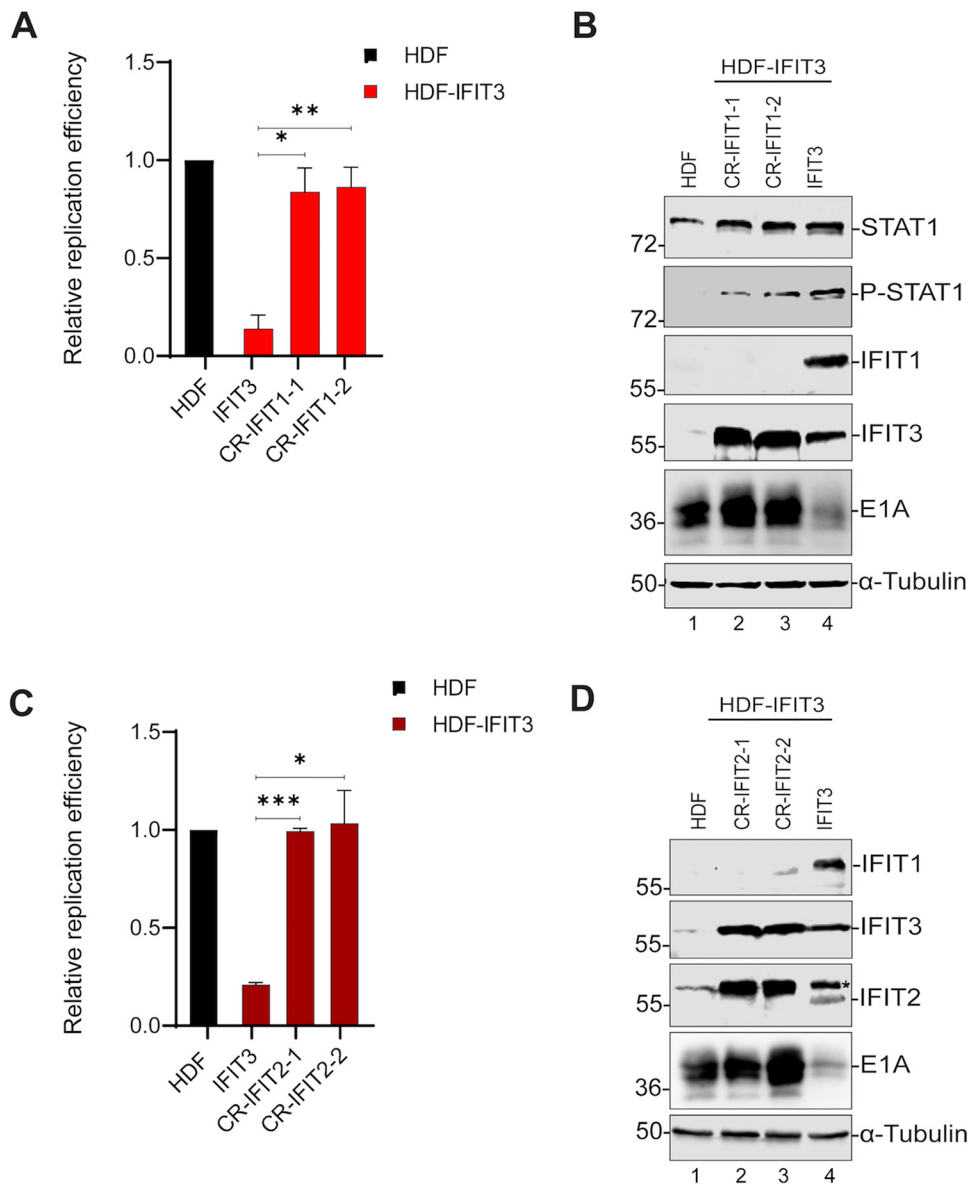 A
HDF
HDF-IFIT3
Relative replication efficiency
1.5
1.0
0.5
0.0
**
*
HDF
IFIT3
CR-IFIT1-1
CR-IFIT1-2
B
HDF-IFIT3
HDF
CR-IFIT1-1
CR-IFIT1-2
IFIT3
72 STAT1
72 P-STAT1
55 IFIT1
55 IFIT3
36 E1A
50 α-Tubulin
1 2 3 4
C
HDF
HDF-IFIT3
Relative replication efficiency
1.5
1.0
0.5
0.0
*
***
HDF
IFIT3
CR-IFIT2-1
CR-IFIT2-2
D
HDF-IFIT3
HDF
CR-IFIT2-1
CR-IFIT2-2
IFIT3
55 IFIT1
55 IFIT3
*
55 IFIT2
36 E1A
50 α-Tubulin
1 2 3 4